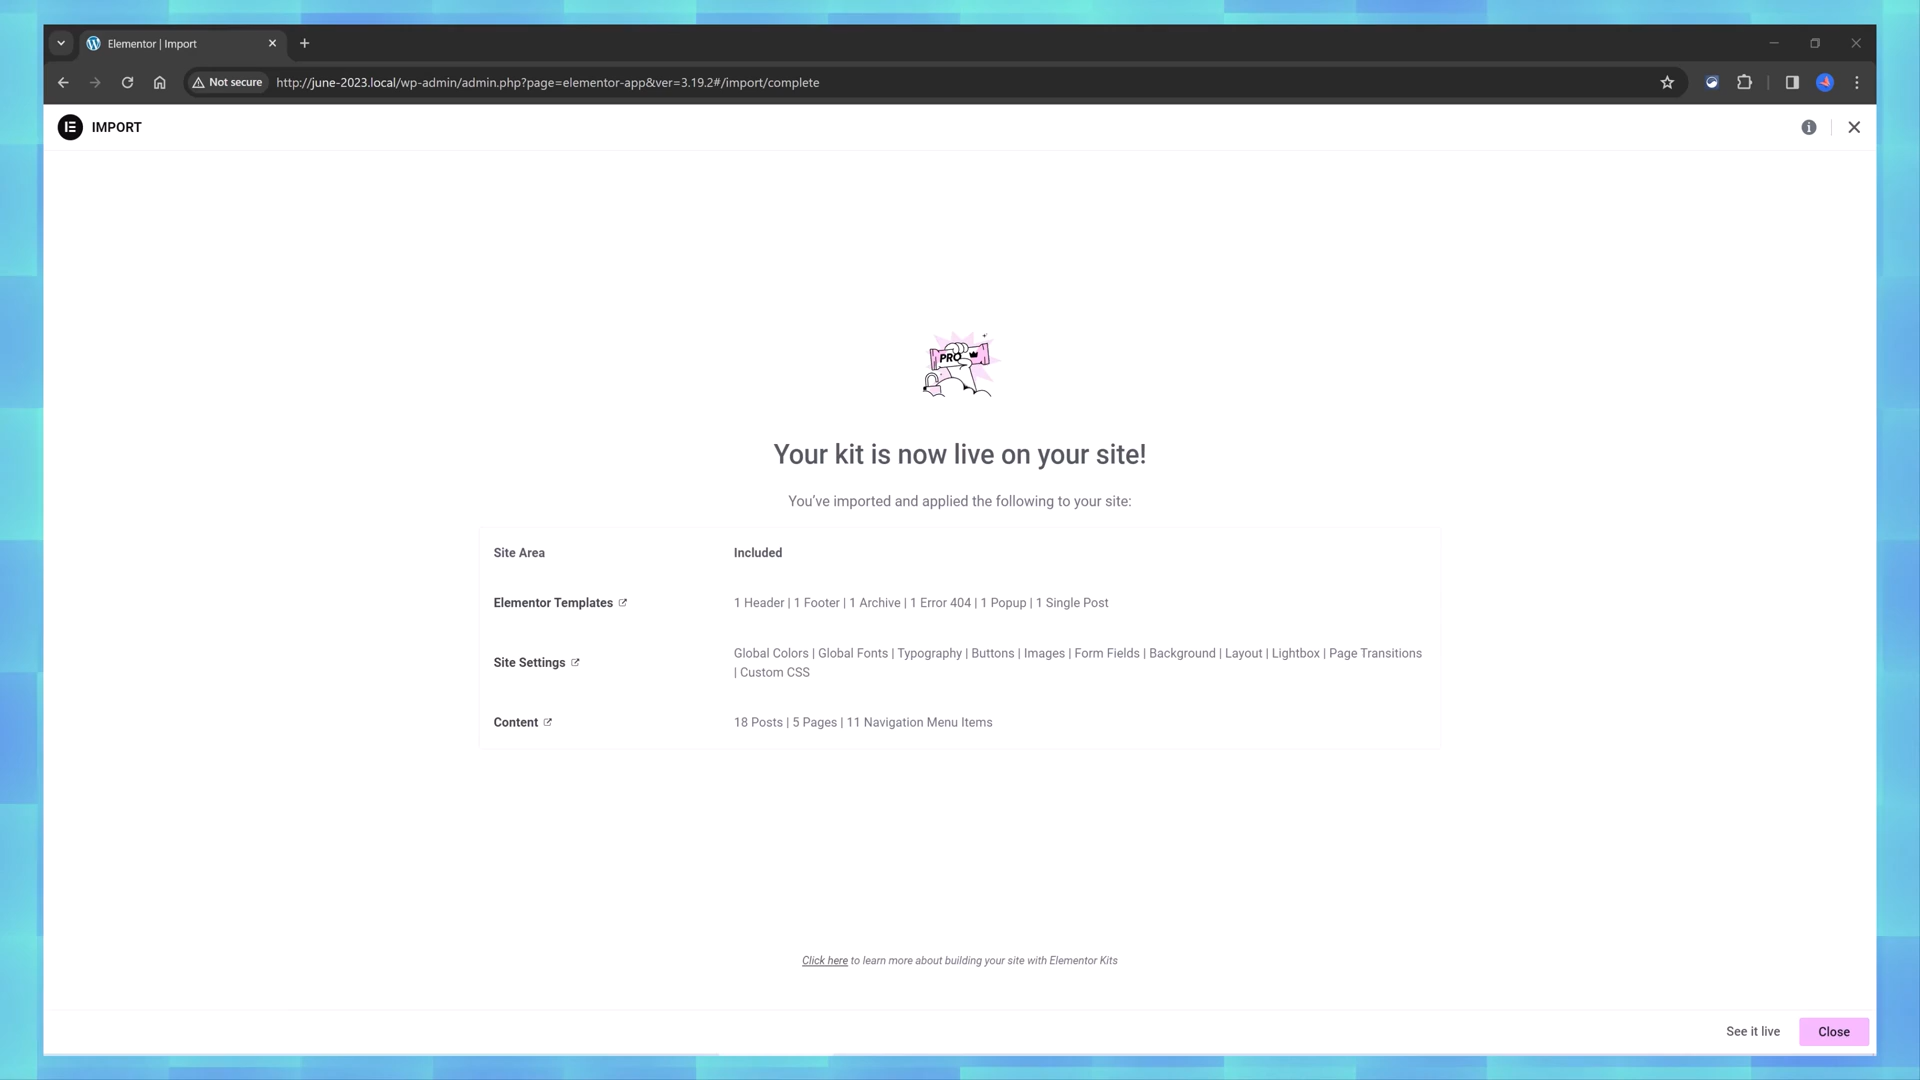 Elementor | Import
Not secure
http://june-2023.local/wp-admin/admin.php?page=elementor-app&ver=3.19.2#/import/complete
IMPORT
PRO
Your kit is now live on your site!
You've imported and applied the following to your site:
Site Area Included
Elementor Templates 1 Header | 1 Footer | 1 Archive | 1 Error 404 | 1 Popup | 1 Single Post
Site Settings Global Colors | Global Fonts | Typography | Buttons | Images | Form Fields | Background | Layout | Lightbox | Page Transitions
| Custom CSS
Content 18 Posts | 5 Pages | 11 Navigation Menu Items
Click here to learn more about building your site with Elementor Kits
See it live
Close